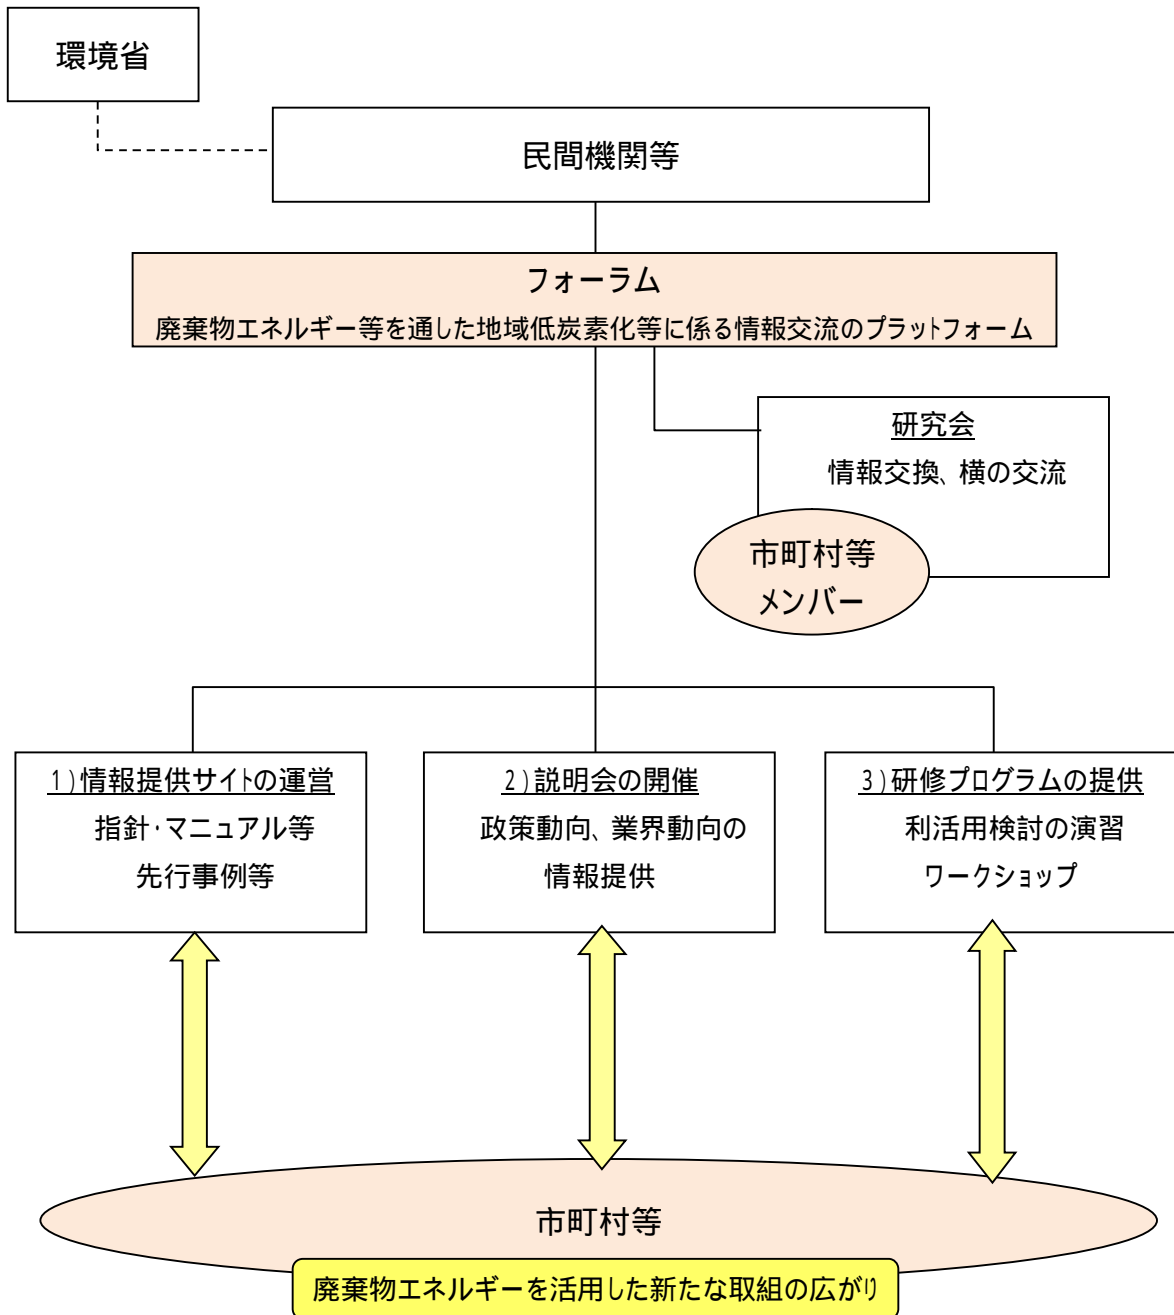 環境省
民間機関等
フォーラム
廃棄物エネルギー等を通した地域低炭素化等に係る情報交流のプラットフォーム
研究会
情報交換、横の交流
市町村等
メンバー
1)情報提供サイトの運営
指針・マニュアル等
先行事例等
2)説明会の開催
政策動向、業界動向の
情報提供
3)研修プログラムの提供
利活用検討の演習
ワークショップ
市町村等
廃棄物エネルギーを活用した新たな取組の広がり